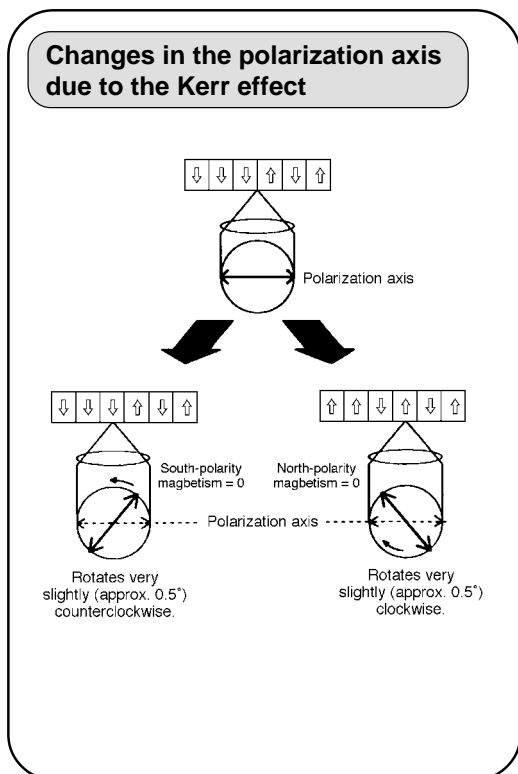 Changes in the polarization axis
due to the Kerr effect
Polarization axis
South-polarity
magbetism = 0
North-polarity
magbetism = 0
Polarization axis
Rotates very
slightly (approx. 0.5˚)
counterclockwise.
Rotates very
slightly (approx. 0.5˚)
clockwise.